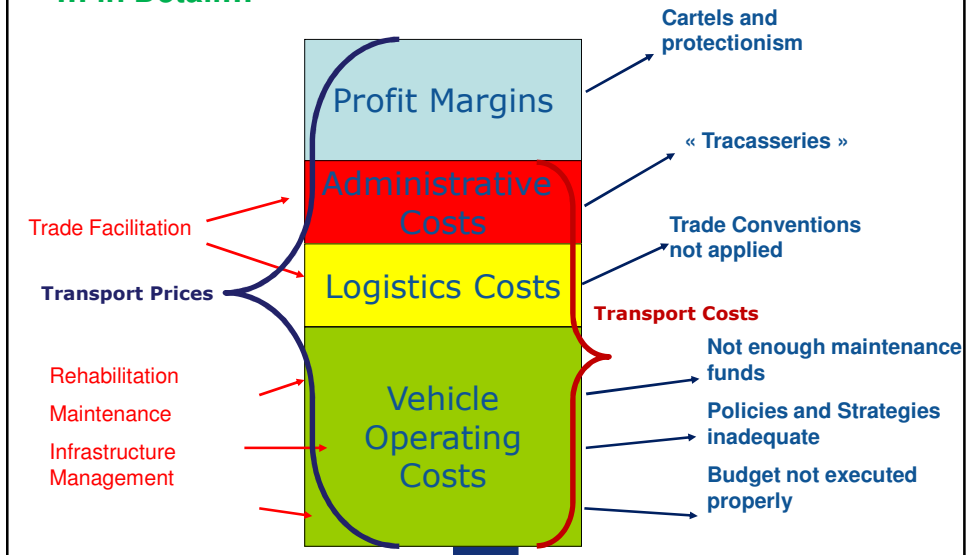 ... in Detail...
Cartels and
protectionism
Profit Margins
« Tracasseries »
Administrative
Costs
Trade Facilitation
Trade Conventions
not applied
Logistics Costs
Transport Prices
Transport Costs
Not enough maintenance
funds
Rehabilitation
Maintenance
Infrastructure
Management
Vehicle
Operating
Costs
Policies and Strategies
inadequate
Budget not executed
properly